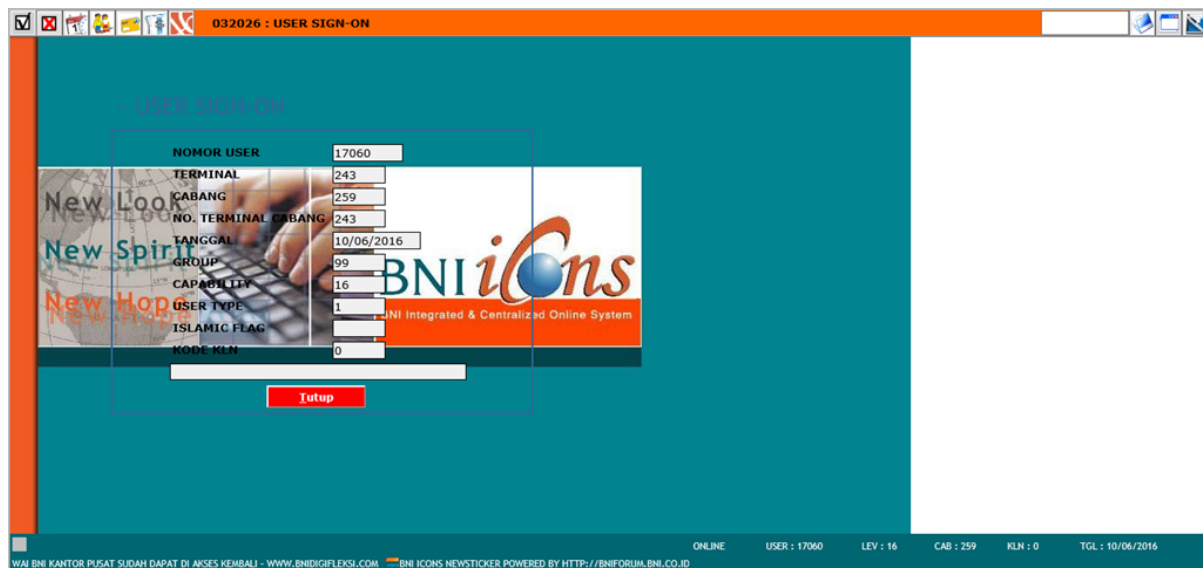 032026 : USER SIGN-ON
- USER SIGN-ON
NOMOR USER 17060
TERMINAL 243
CABANG 259
NO. TERMINAL CABANG 243
TANGGAL 10/06/2016
GROUP 99
CAPABILITY 16
USER TYPE 1
ISLAMIC FLAG
KODE KLN 0
Tutup
New Look
New Spirit
New Hope
BNI iCons
BNI Integrated & Centralized Online System
ONLINE USER : 17060 LEV : 16 CAB : 259 KLN : 0 TGL : 10/06/2016
WAI BNI KANTOR PUSAT SUDAH DAPAT DI AKSES KEMBALI - WWW.BNIDIGIFLEKSI.COM BNI ICONS NEWSTICKER POWERED BY HTTP://BNIFORUM.BNI.CO.ID